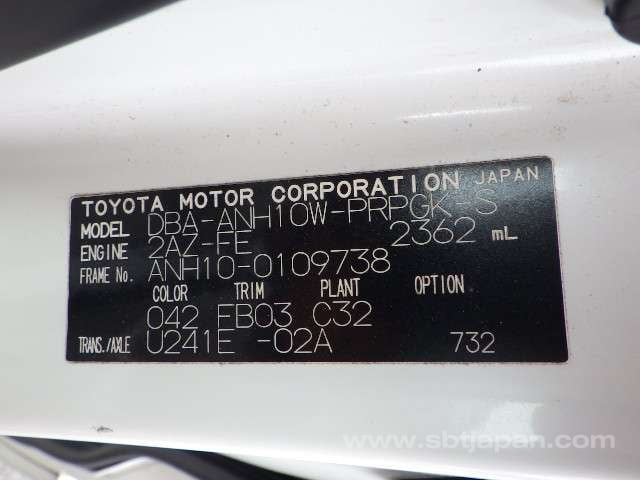 TOYOTA MOTOR CORPORATION JAPAN
MODEL DBA-ANH10W-PRPGK-S
ENGINE 2AZ-FE 2362 mL
FRAME No. ANH10-0109738
COLOR TRIM PLANT OPTION
042 FB03 C32
TRANS./AXLE U241E -02A 732
www.sbtjapan.com